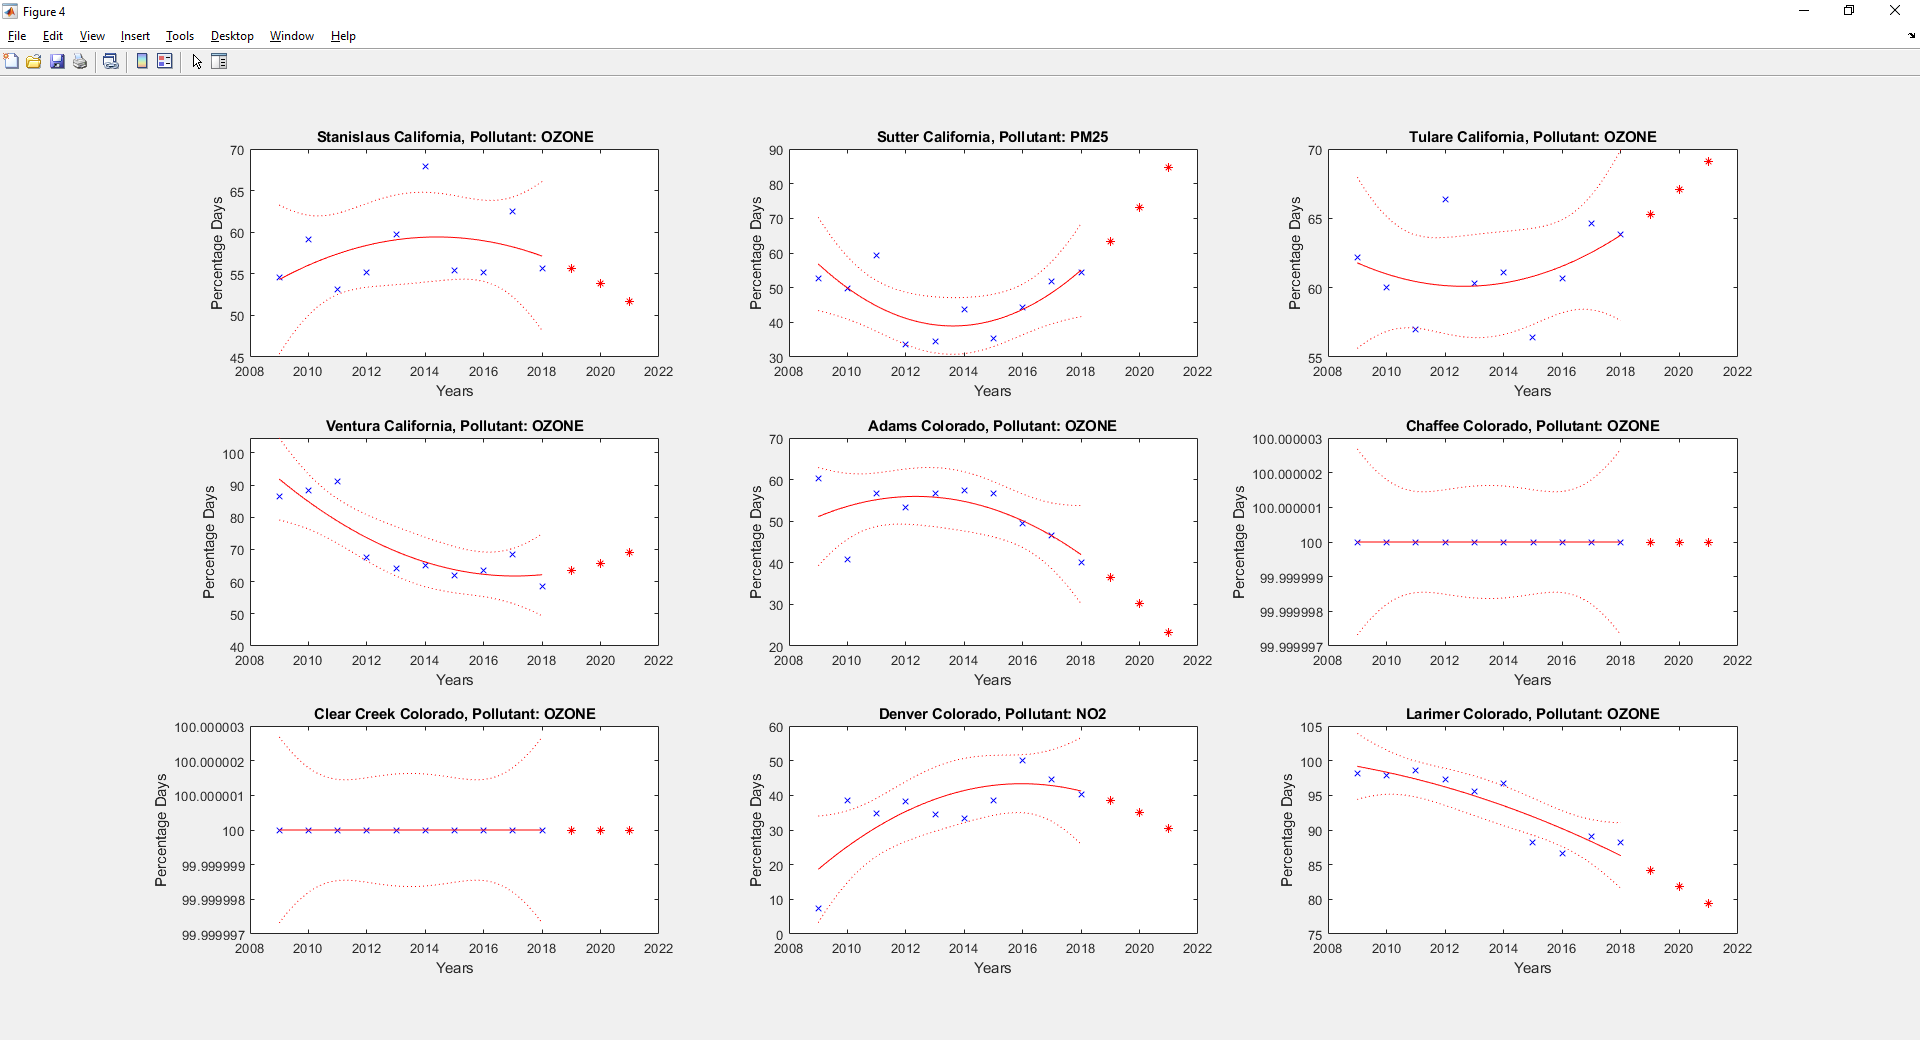 Figure 4
File Edit View Insert Tools Desktop Window Help
Stanislaus California, Pollutant: OZONE
70
65
60
55
50
45
Percentage Days
2008 2010 2012 2014 2016 2018 2020 2022
Years
Sutter California, Pollutant: PM25
90
80
70
60
50
40
30
Percentage Days
2008 2010 2012 2014 2016 2018 2020 2022
Years
Tulare California, Pollutant: OZONE
70
65
60
55
Percentage Days
2008 2010 2012 2014 2016 2018 2020 2022
Years
Ventura California, Pollutant: OZONE
100
90
80
70
60
50
40
Percentage Days
2008 2010 2012 2014 2016 2018 2020 2022
Years
Adams Colorado, Pollutant: OZONE
70
60
50
40
30
20
Percentage Days
2008 2010 2012 2014 2016 2018 2020 2022
Years
Chaffee Colorado, Pollutant: OZONE
100.000003
100.000002
100.000001
100
99.999999
99.999998
99.999997
Percentage Days
2008 2010 2012 2014 2016 2018 2020 2022
Years
Clear Creek Colorado, Pollutant: OZONE
100.000003
100.000002
100.000001
100
99.999999
99.999998
99.999997
Percentage Days
2008 2010 2012 2014 2016 2018 2020 2022
Years
Denver Colorado, Pollutant: NO2
60
50
40
30
20
10
0
Percentage Days
2008 2010 2012 2014 2016 2018 2020 2022
Years
Larimer Colorado, Pollutant: OZONE
105
100
95
90
85
80
75
Percentage Days
2008 2010 2012 2014 2016 2018 2020 2022
Years